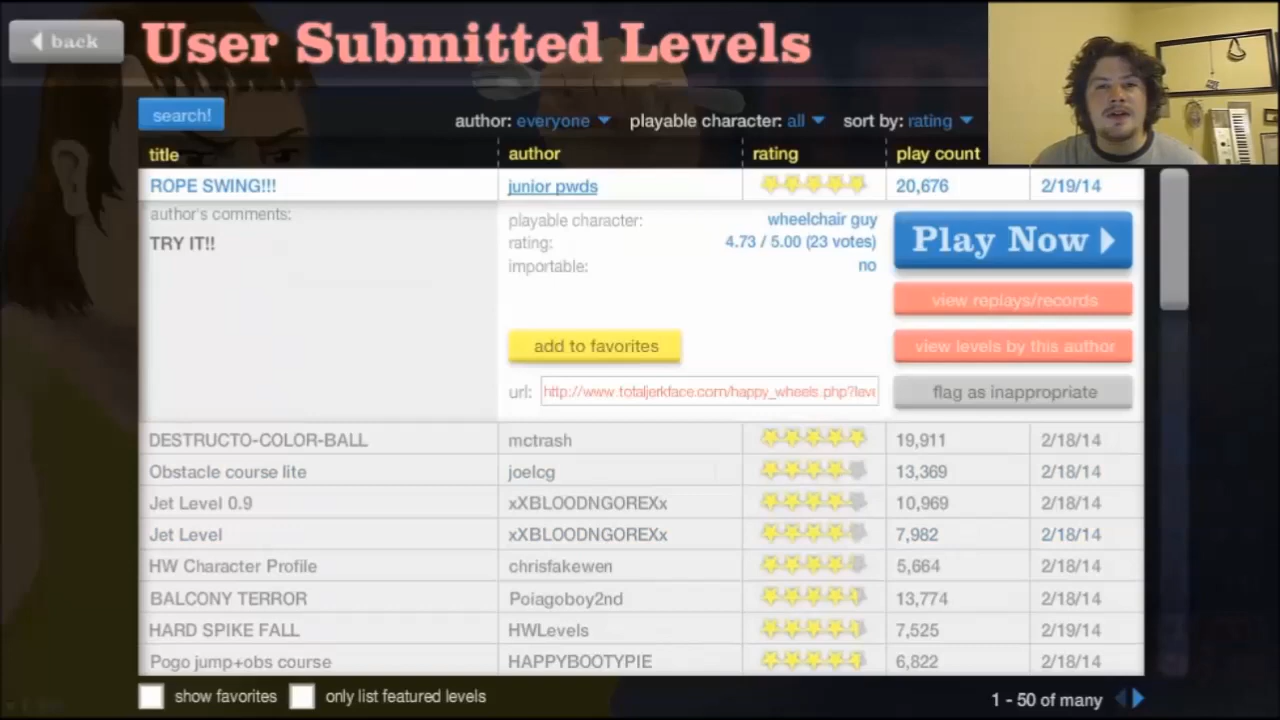 back
User Submitted Levels
search!
author: everyone
playable character: all
sort by: rating
title
author
rating
play count
ROPE SWING!!!
junior pwds
20,676
2/19/14
author's comments:
TRY IT!!
playable character: wheelchair guy
rating: 4.73 / 5.00 (23 votes)
importable: no
Play Now
view replays/records
add to favorites
view levels by this author
url: http://www.totaljerkface.com/happy_wheels.php?leve
flag as inappropriate
DESTRUCTO-COLOR-BALL mctrash 19,911 2/18/14
Obstacle course lite joelcg 13,369 2/18/14
Jet Level 0.9 xXBLOODNGOREXx 10,969 2/18/14
Jet Level xXBLOODNGOREXx 7,982 2/18/14
HW Character Profile chrisfakewen 5,664 2/18/14
BALCONY TERROR Poiagoboy2nd 13,774 2/18/14
HARD SPIKE FALL HWLevels 7,525 2/19/14
Pogo jump+obs course HAPPYBOOTYPIE 6,822 2/18/14
show favorites
only list featured levels
1 - 50 of many